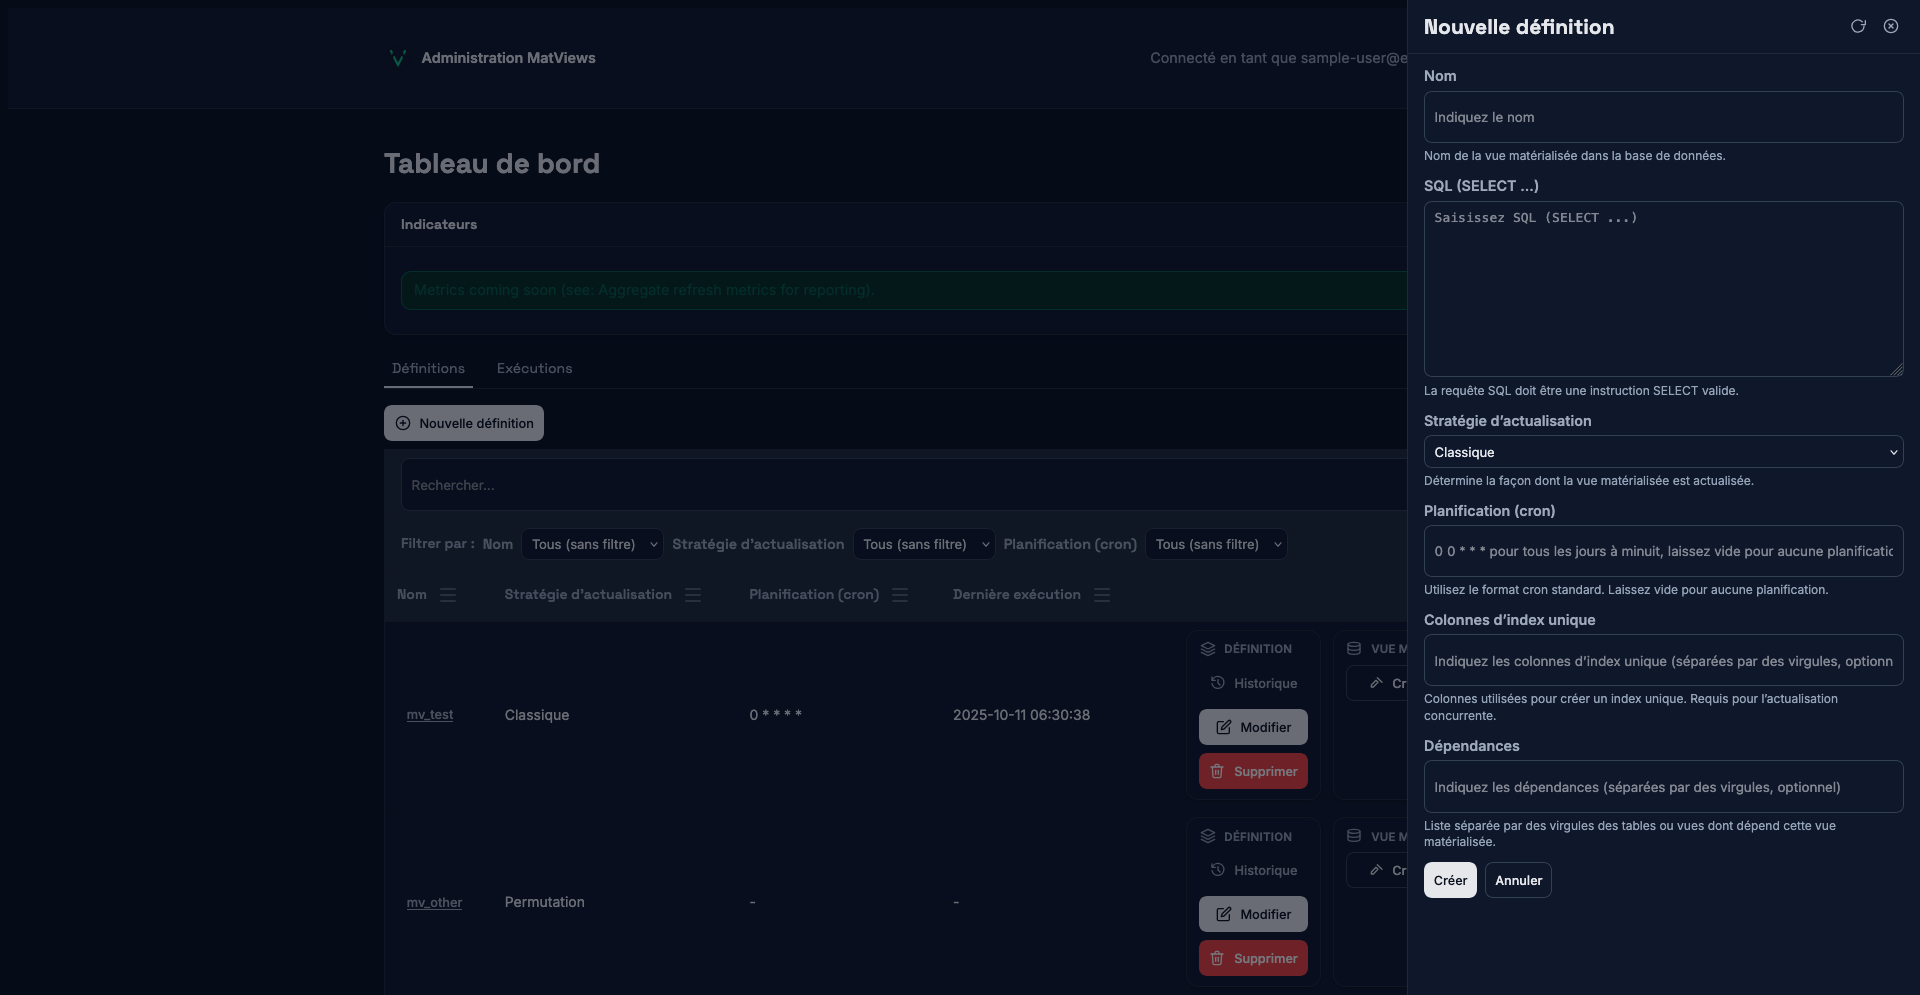 Administration MatViews
Connecté en tant que sample-user@e
Tableau de bord
Indicateurs
Metrics coming soon (see: Aggregate refresh metrics for reporting).
Définitions
Exécutions
Nouvelle définition
Rechercher...
Filtrer par : Nom Tous (sans filtre) Stratégie d’actualisation Tous (sans filtre) Planification (cron) Tous (sans filtre)
Nom Stratégie d’actualisation Planification (cron) Dernière exécution
mv_test Classique 0 * * * * 2025-10-11 06:30:38
DÉFINITION
Historique
Modifier
Supprimer
VUE M
Cr
mv_other Permutation - -
DÉFINITION
Historique
Modifier
Supprimer
VUE M
Cr
Nouvelle définition
Nom
Indiquez le nom
Nom de la vue matérialisée dans la base de données.
SQL (SELECT ...)
Saisissez SQL (SELECT ...)
La requête SQL doit être une instruction SELECT valide.
Stratégie d’actualisation
Classique
Détermine la façon dont la vue matérialisée est actualisée.
Planification (cron)
0 0 * * * pour tous les jours à minuit, laissez vide pour aucune planificatio
Utilisez le format cron standard. Laissez vide pour aucune planification.
Colonnes d’index unique
Indiquez les colonnes d’index unique (séparées par des virgules, optionn
Colonnes utilisées pour créer un index unique. Requis pour l’actualisation
concurrente.
Dépendances
Indiquez les dépendances (séparées par des virgules, optionnel)
Liste séparée par des virgules des tables ou vues dont dépend cette vue
matérialisée.
Créer
Annuler